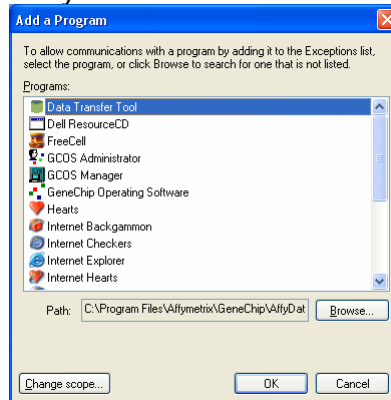 Add a Program
To allow communications with a program by adding it to the Exceptions list,
select the program, or click Browse to search for one that is not listed.
Programs:
Data Transfer Tool
Dell ResourceCD
FreeCell
GCOS Administrator
GCOS Manager
GeneChip Operating Software
Hearts
Internet Backgammon
Internet Checkers
Internet Explorer
Internet Hearts
Path: C:\Program Files\Affymetrix\GeneChip\AffyDat Browse...
Change scope... OK Cancel